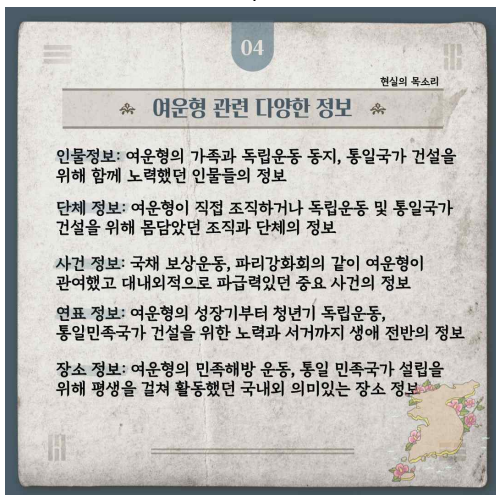 04
현실의 목소리
여운형 관련 다양한 정보
인물정보: 여운형의 가족과 독립운동 동지, 통일국가 건설을
위해 함께 노력했던 인물들의 정보
단체 정보: 여운형이 직접 조직하거나 독립운동 및 통일국가
건설을 위해 몸담았던 조직과 단체의 정보
사건 정보: 국채 보상운동, 파리강화회의 같이 여운형이
관여했고 대내외적으로 파급력있던 중요 사건의 정보
연표 정보: 여운형의 성장기부터 청년기 독립운동,
통일민족국가 건설을 위한 노력과 서거까지 생애 전반의 정보
장소 정보: 여운형의 민족해방 운동, 통일 민족국가 설립을
위해 평생을 걸쳐 활동했던 국내외 의미있는 장소 정보